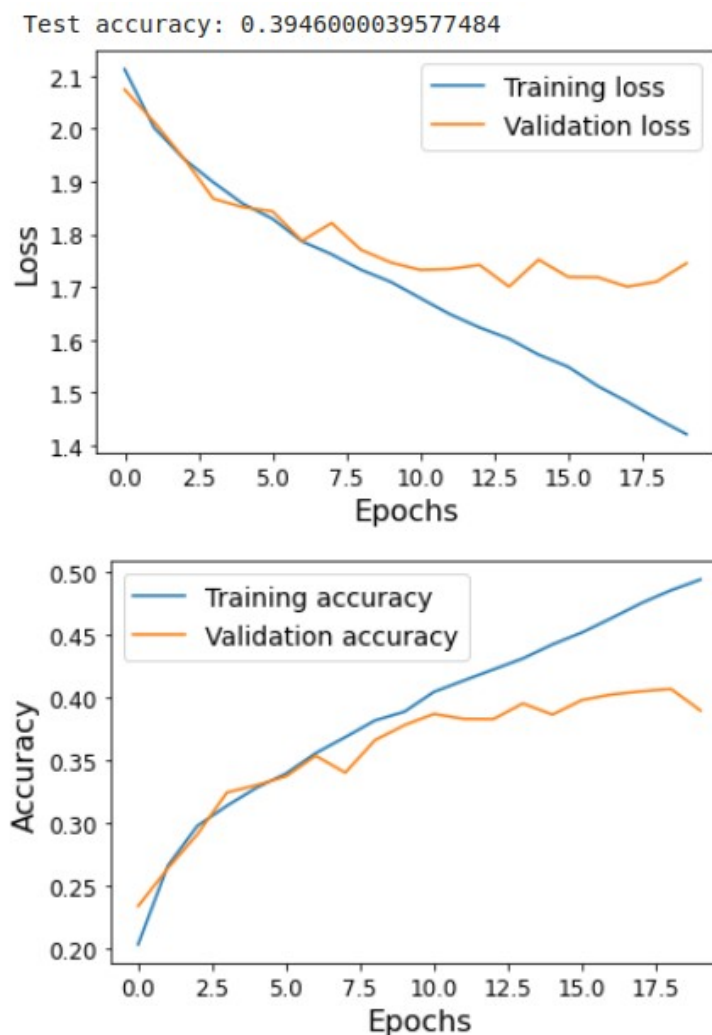 Test accuracy: 0.3946000039577484
2.1
2.0
1.9
1.8
1.7
1.6
1.5
1.4
Loss
Training loss
Validation loss
0.0 2.5 5.0 7.5 10.0 12.5 15.0 17.5
Epochs
0.50
0.45
0.40
0.35
0.30
0.25
0.20
Accuracy
Training accuracy
Validation accuracy
0.0 2.5 5.0 7.5 10.0 12.5 15.0 17.5
Epochs